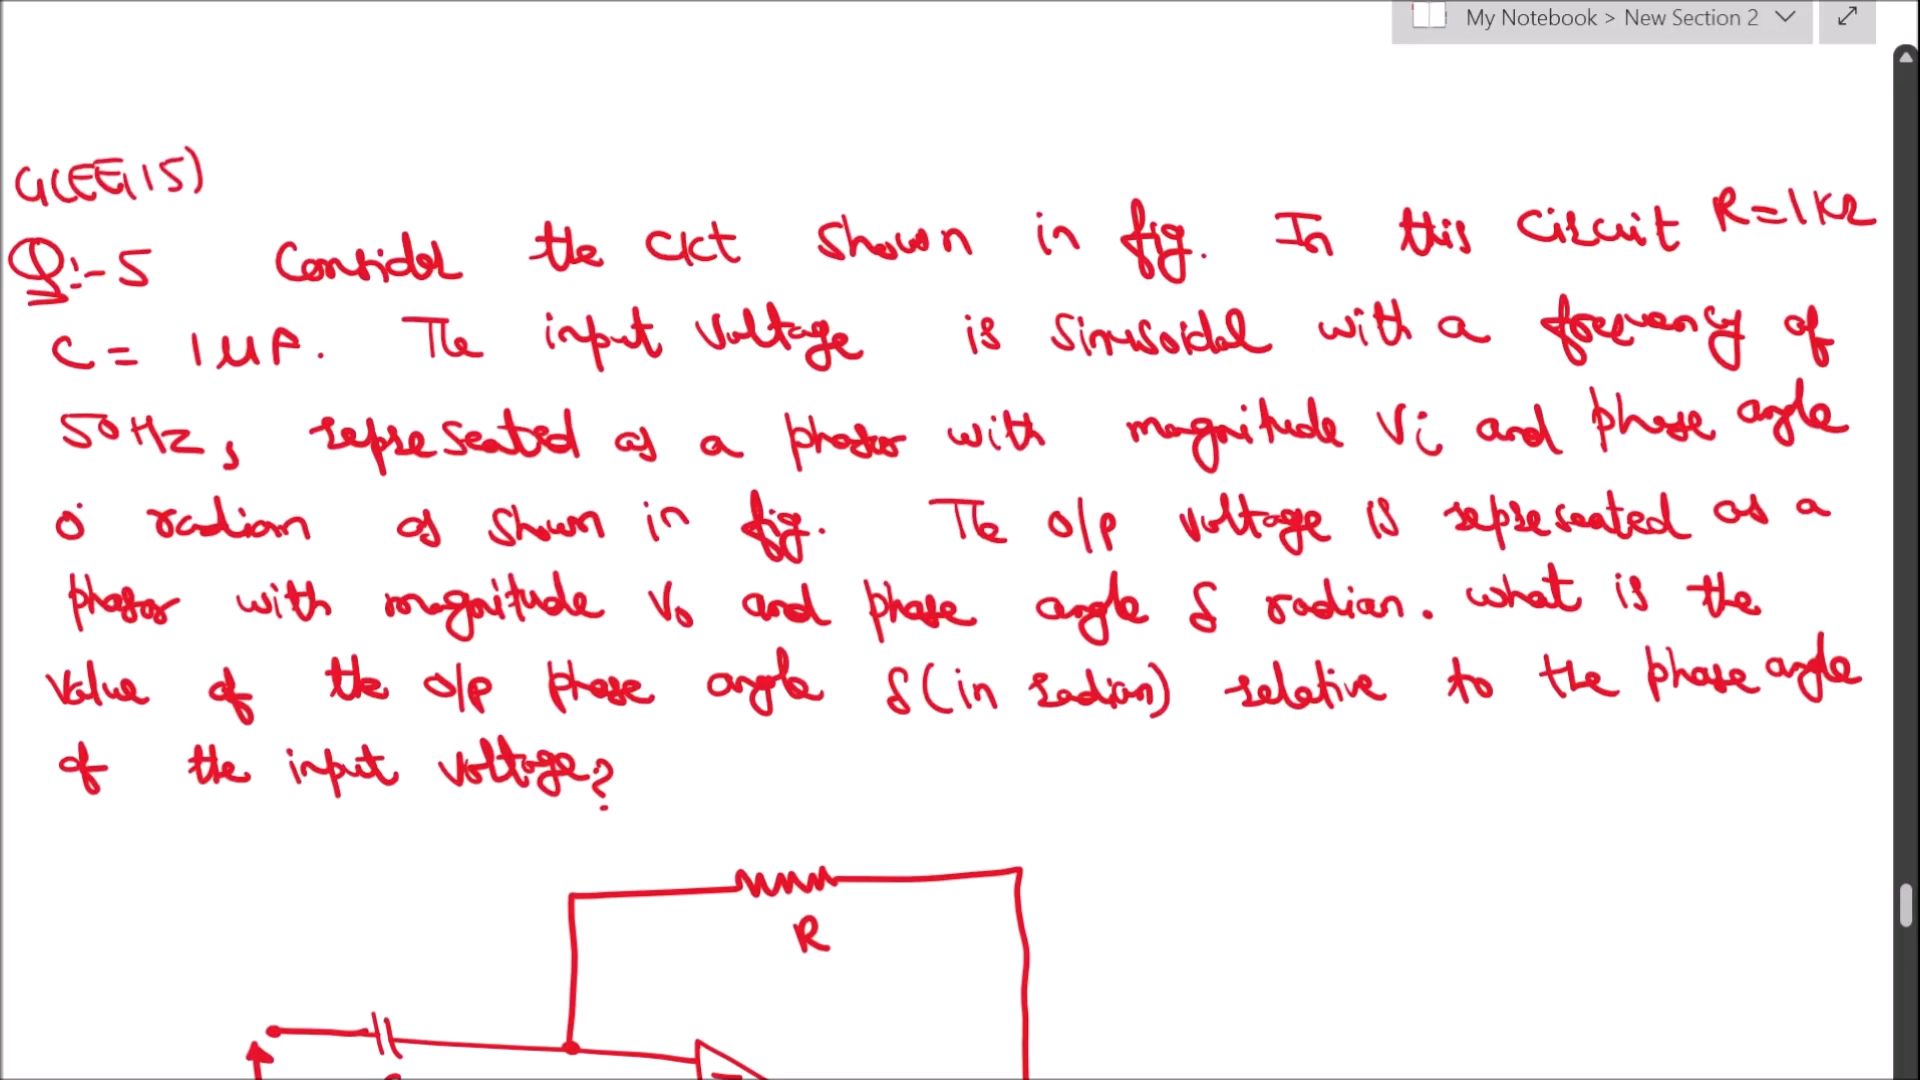 My Notebook > New Section 2
G(EE,15)
Q:-5 Consider the ckt shown in fig. In this circuit R=1KΩ
C = 1μF. The input voltage is sinusoidal with a frequency of
50Hz, represented as a phasor with magnitude Vi and phase angle
0 radian as shown in fig. The o/p voltage is represented as a
phasor with magnitude Vo and phase angle δ radian. what is the
value of the o/p phase angle δ (in radian) relative to the phase angle
of the input voltage?
R